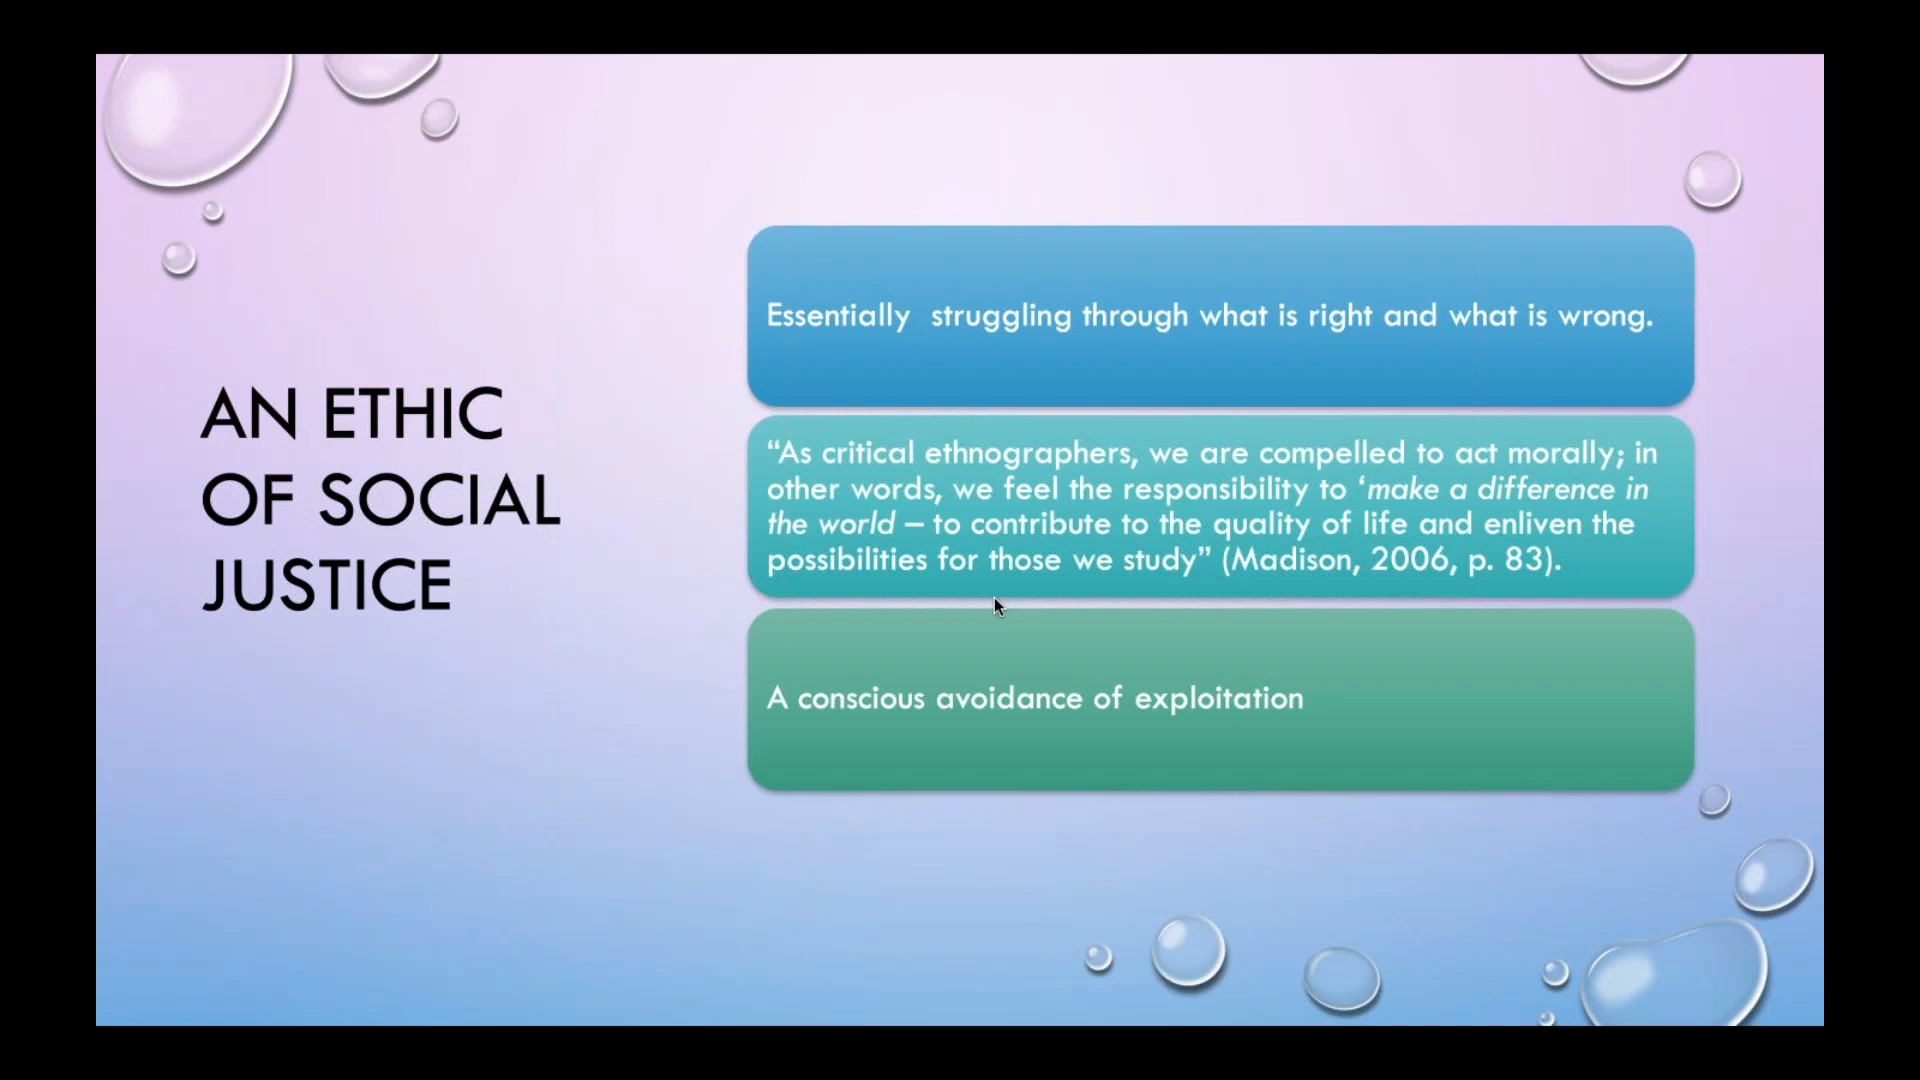 AN ETHIC
OF SOCIAL
JUSTICE
Essentially  struggling through what is right and what is wrong.
“As critical ethnographers, we are compelled to act morally; in
other words, we feel the responsibility to ‘make a difference in
the world – to contribute to the quality of life and enliven the
possibilities for those we study” (Madison, 2006, p. 83).
A conscious avoidance of exploitation